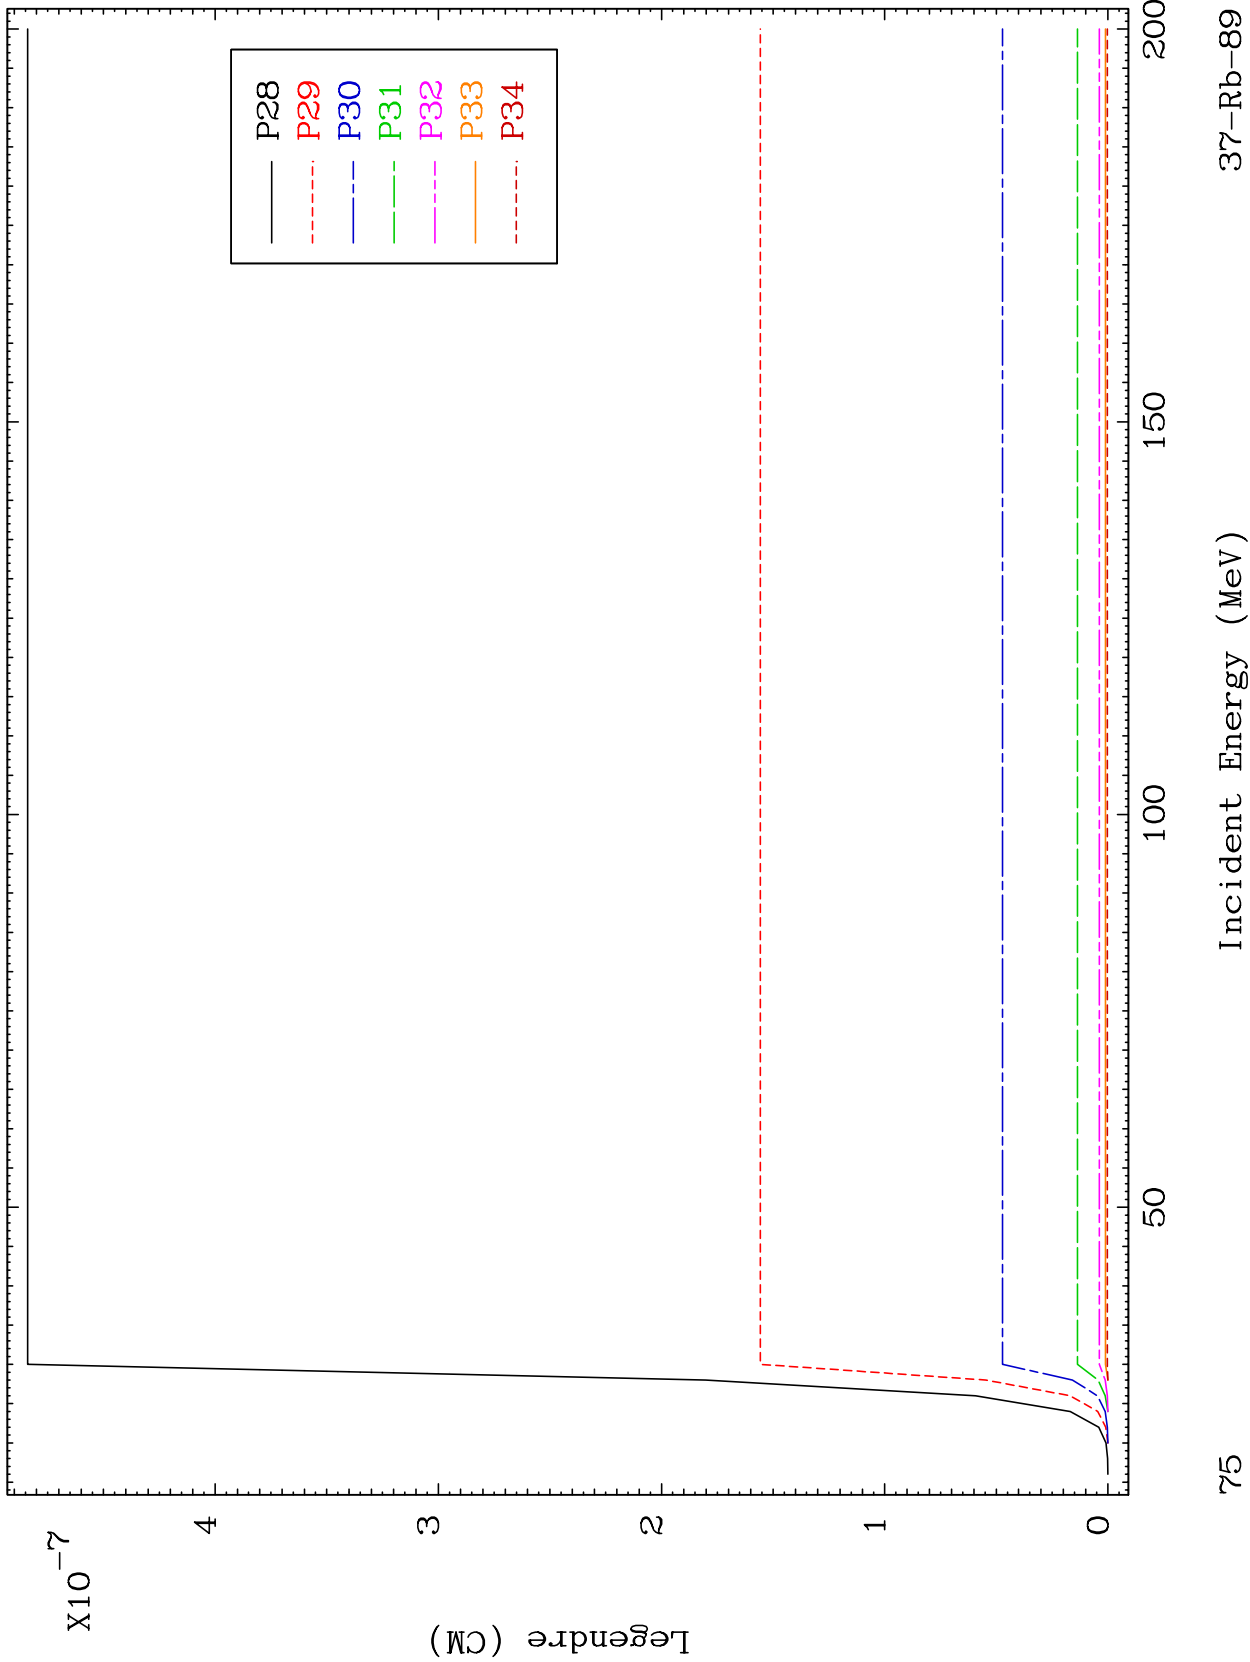 X10-7
4
3
2
1
0
Legendre (CM)
P28
P29
P30
P31
P32
P33
P34
50
100
150
200
75
Incident Energy (MeV)
37-Rb-89